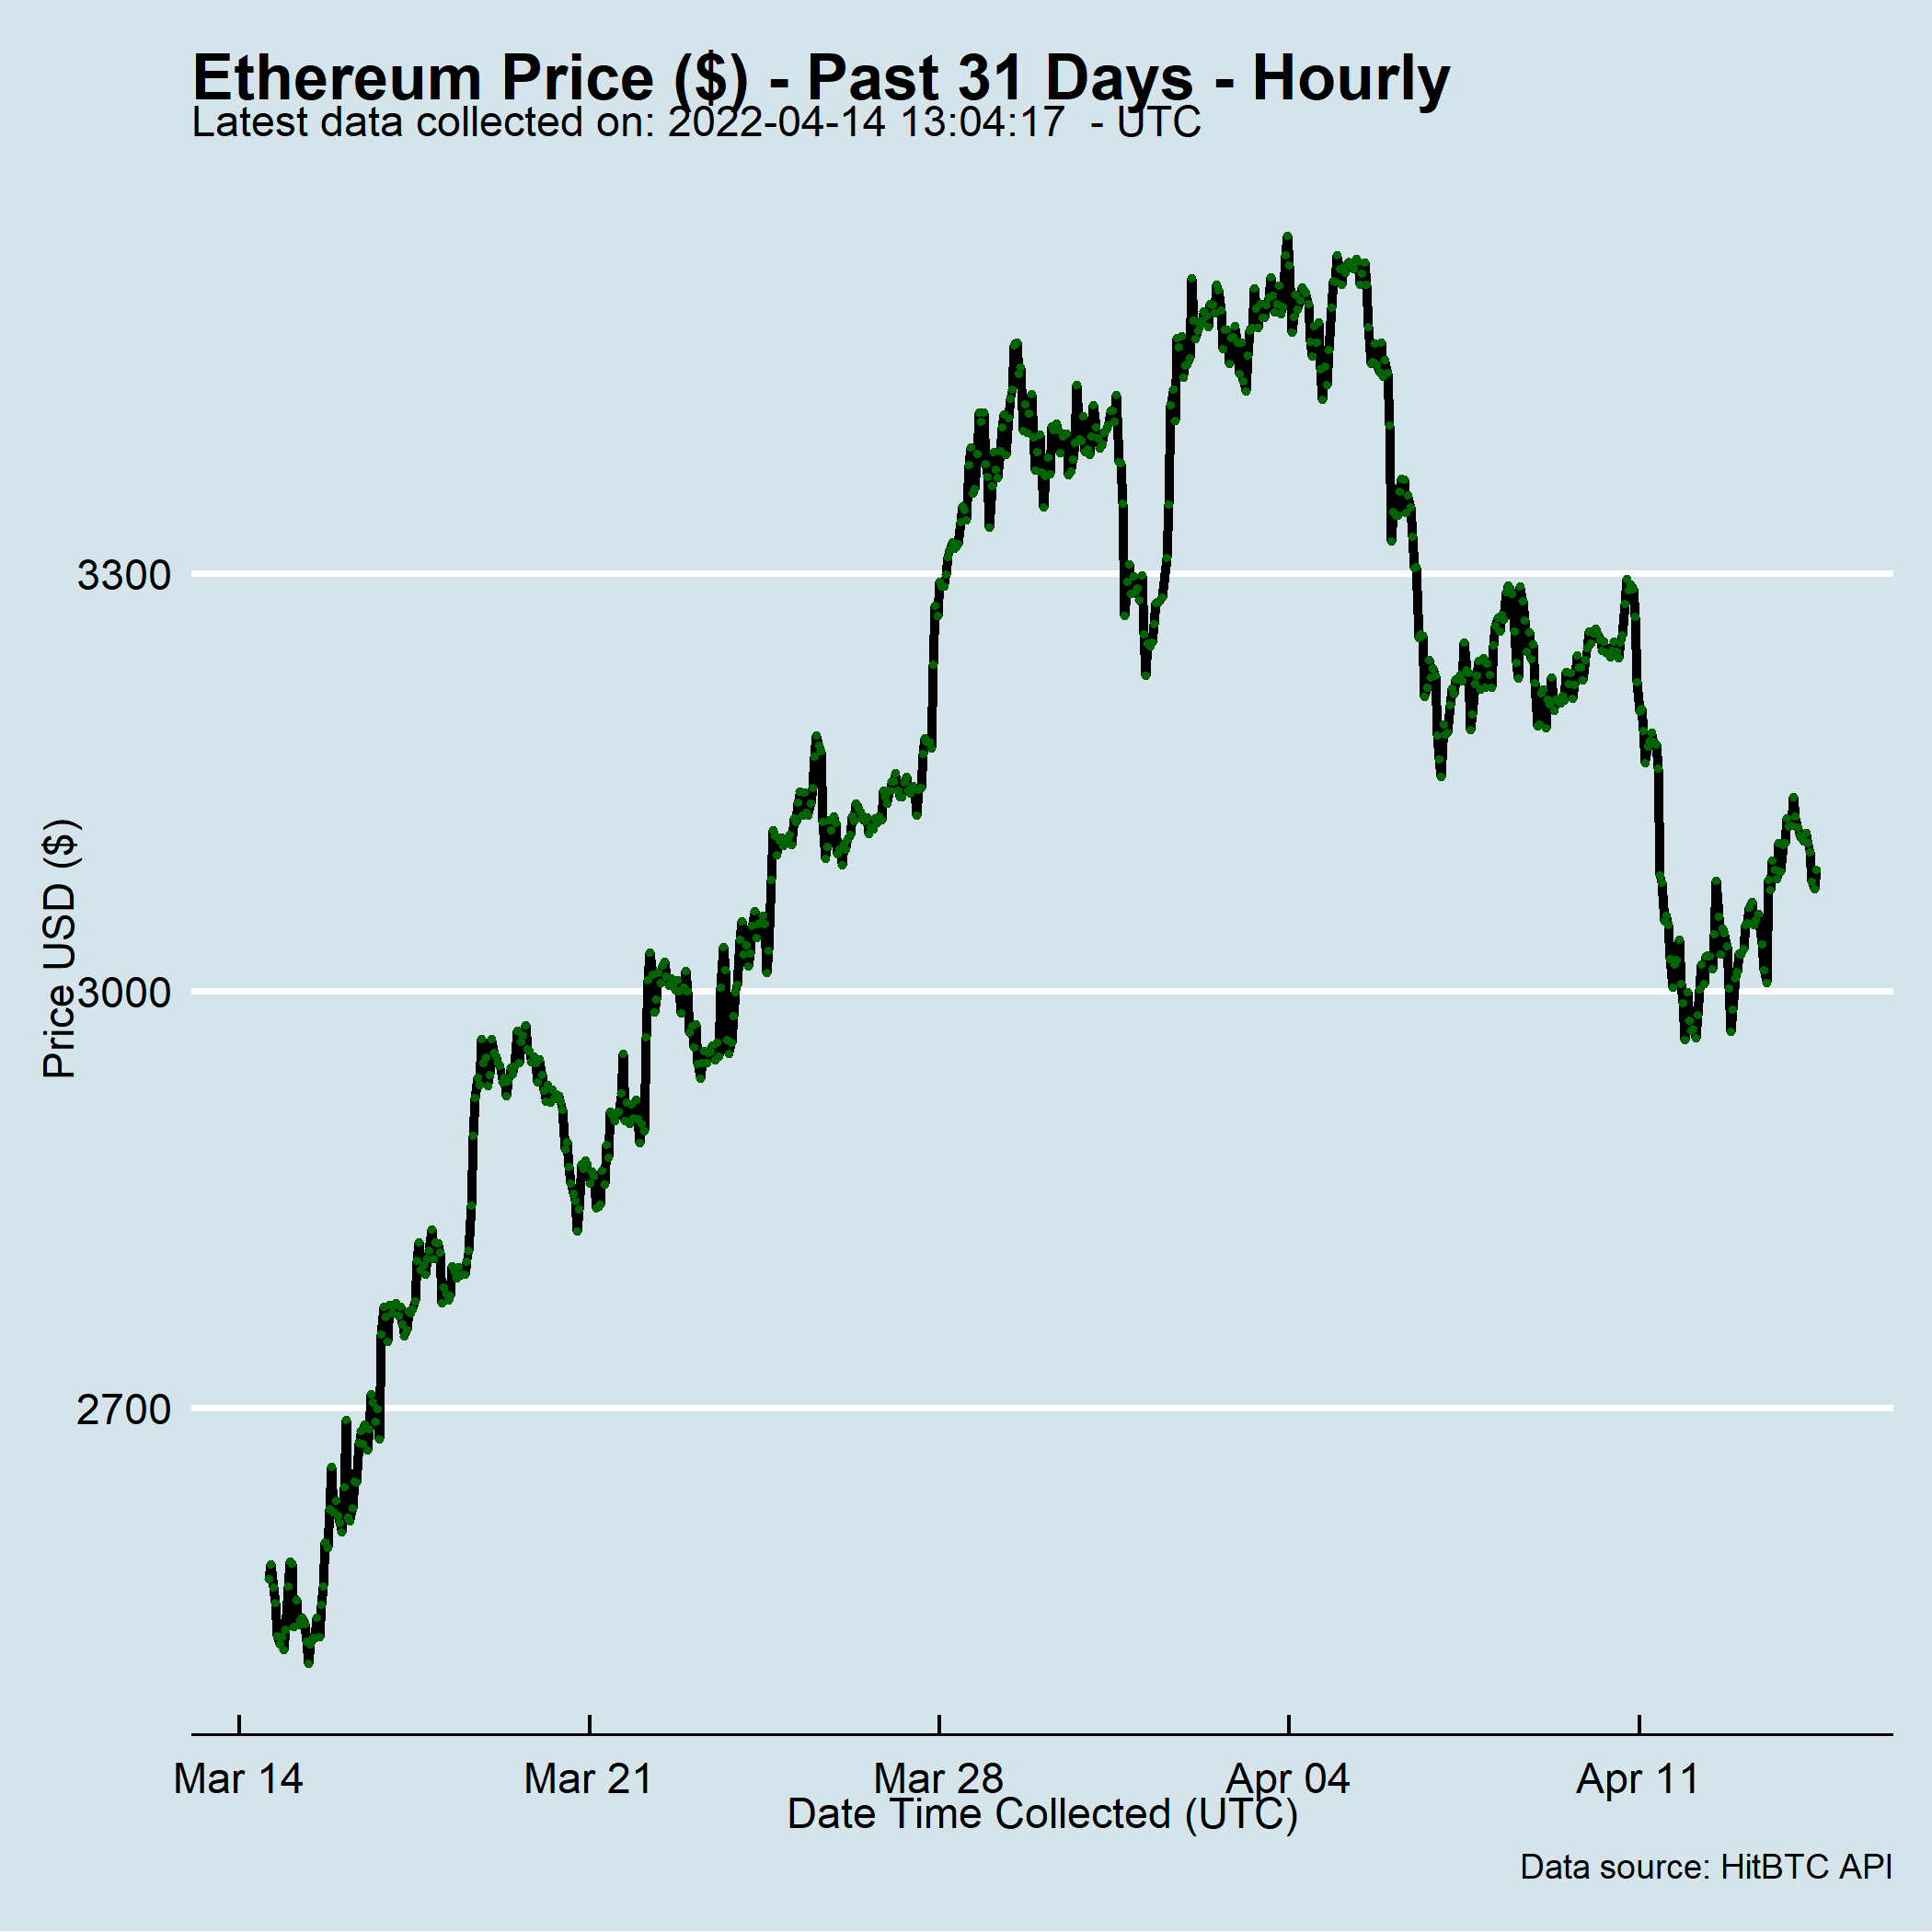 Ethereum Price ($) - Past 31 Days - Hourly
Latest data collected on: 2022-04-14 13:04:17  - UTC
Price USD ($)
3300
3000
2700
Mar 14
Mar 21
Mar 28
Apr 04
Apr 11
Date Time Collected (UTC)
Data source: HitBTC API